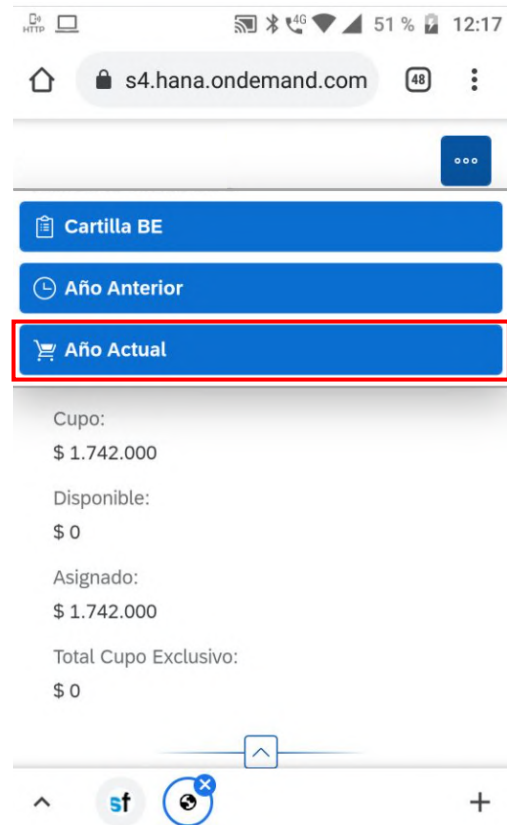 HTTP 4G 51 % 12:17
s4.hana.ondemand.com 48
Cartilla BE
Año Anterior
Año Actual
Cupo:
$ 1.742.000
Disponible:
$ 0
Asignado:
$ 1.742.000
Total Cupo Exclusivo:
$ 0
sf